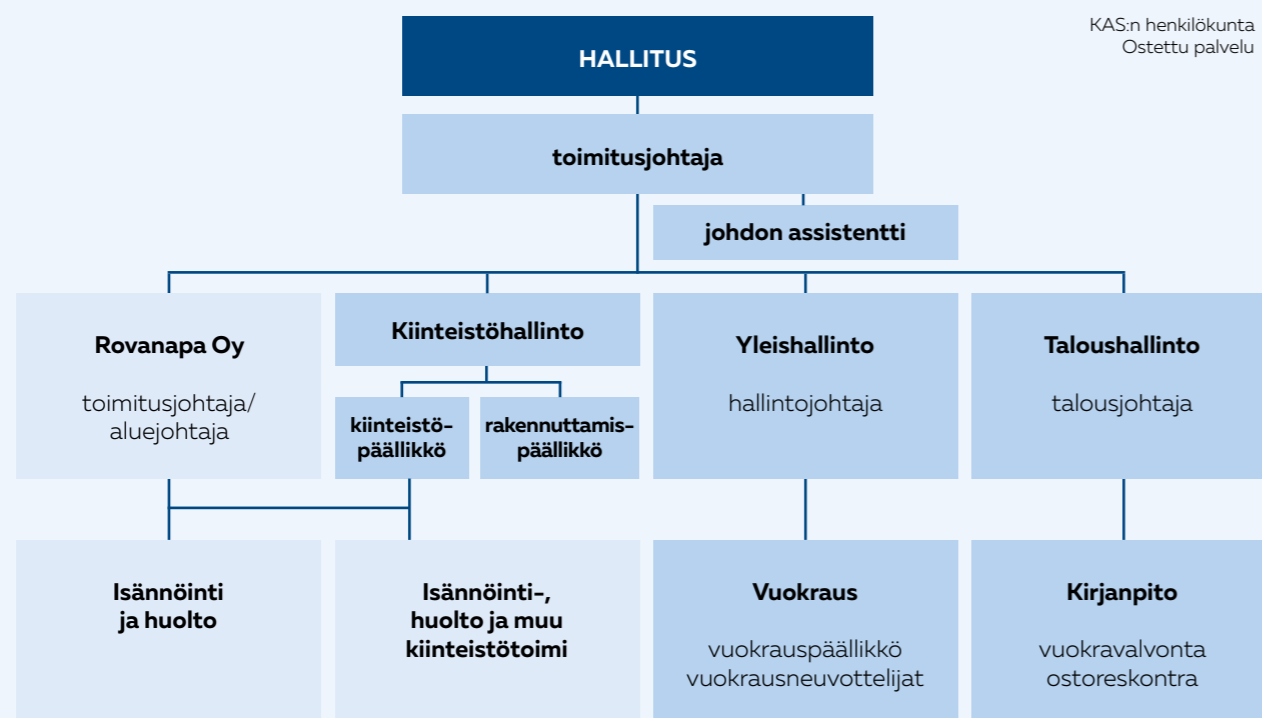 KAS:n henkilökunta
Ostettu palvelu
HALLITUS
toimitusjohtaja
johdon assistentti
Rovanapa Oy
toimitusjohtaja/
aluejohtaja
Kiinteistöhallinto
kiinteistö-
päällikkö
rakennuttamis-
päällikkö
Yleishallinto
hallintojohtaja
Taloushallinto
talousjohtaja
Isännöinti
ja huolto
Isännöinti-,
huolto ja muu
kiinteistötoimi
Vuokraus
vuokrauspäällikkö
vuokrausneuvottelijat
Kirjanpito
vuokravalvonta
ostoreskontra